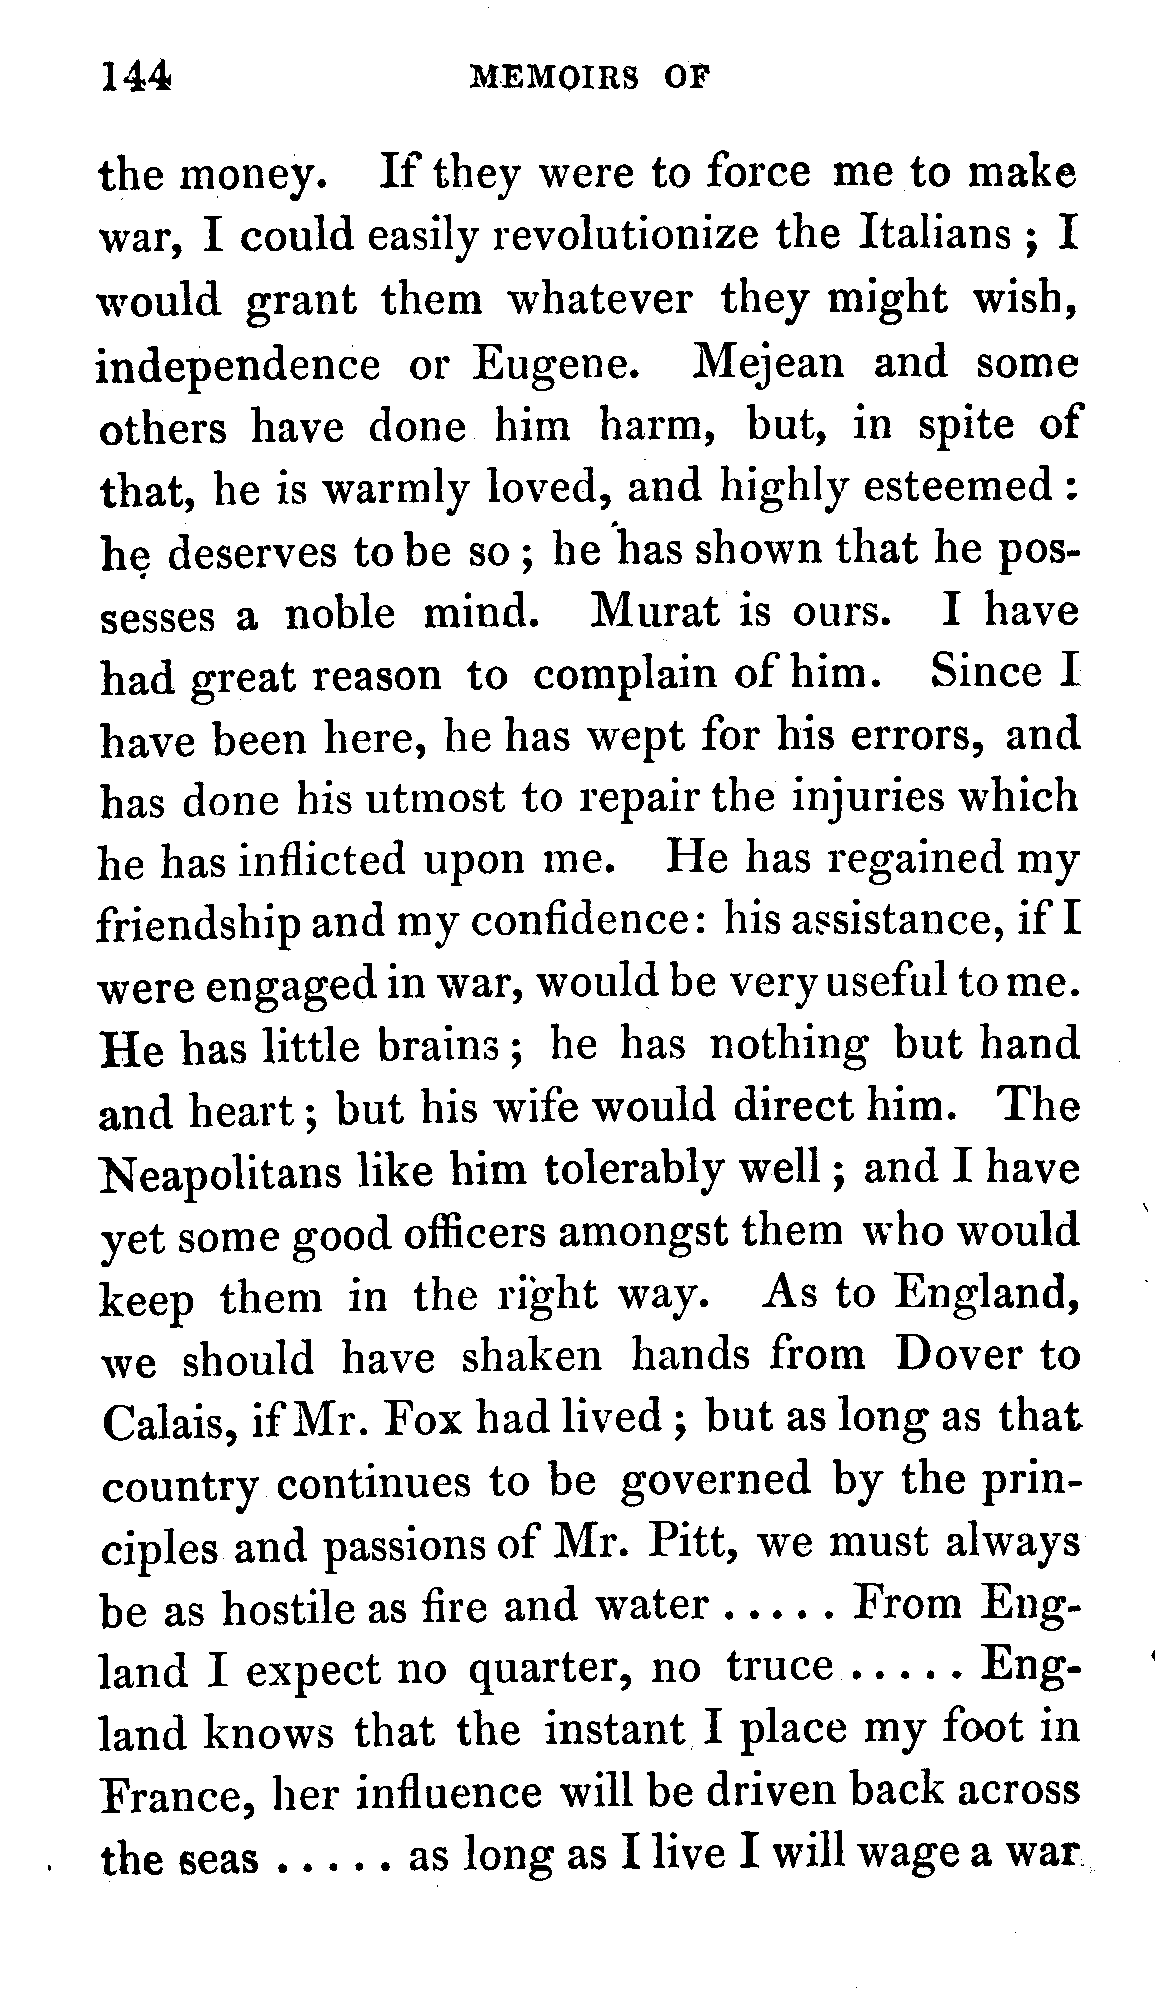 144 MEMOIRS OF
the money. If they were to force me to make
war, I could easily revolutionize the Italians ; I
would grant them whatever they might wish,
independence or Eugene. Mejean and some
others have done him harm, but, in spite of
that, he is warmly loved, and highly esteemed :
he deserves to be so ; he has shown that he pos-
sesses a noble mind. Murat is ours. I have
had great reason to complain of him. Since I
have been here, he has wept for his errors, and
has done his utmost to repair the injuries which
he has inflicted upon me. He has regained my
friendship and my confidence: his assistance, if I
were engaged in war, would be very useful to me.
He has little brains ; he has nothing but hand
and heart ; but his wife would direct him. The
Neapolitans like him tolerably well ; and I have
yet some good officers amongst them who would
keep them in the right way. As to England,
we should have shaken hands from Dover to
Calais, if Mr. Fox had lived ; but as long as that
country continues to be governed by the prin-
ciples and passions of Mr. Pitt, we must always
be as hostile as fire and water . . . . . From Eng-
land I expect no quarter, no truce . . . . . Eng-
land knows that the instant I place my foot in
France, her influence will be driven back across
the seas . . . . . as long as I live I will wage a war